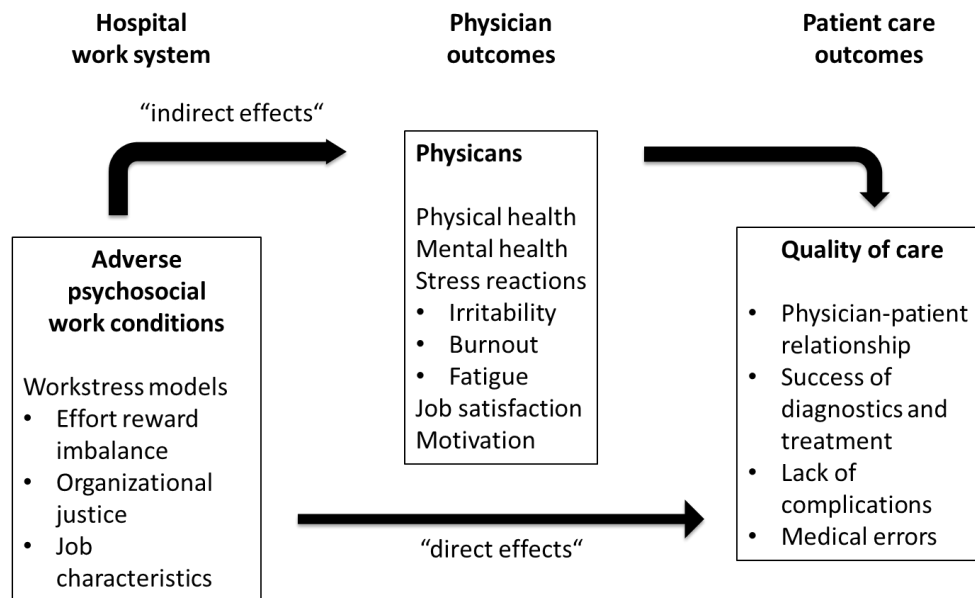 Hospital
work system
Physician
outcomes
Patient care
outcomes
“indirect effects“
Physicans
Physical health
Mental health
Stress reactions
• Irritability
• Burnout
• Fatigue
Job satisfaction
Motivation
Adverse
psychosocial
work conditions
Workstress models
• Effort reward
imbalance
• Organizational
justice
• Job
characteristics
Quality of care
• Physician-patient
relationship
• Success of
diagnostics and
treatment
• Lack of
complications
• Medical errors
“direct effects“